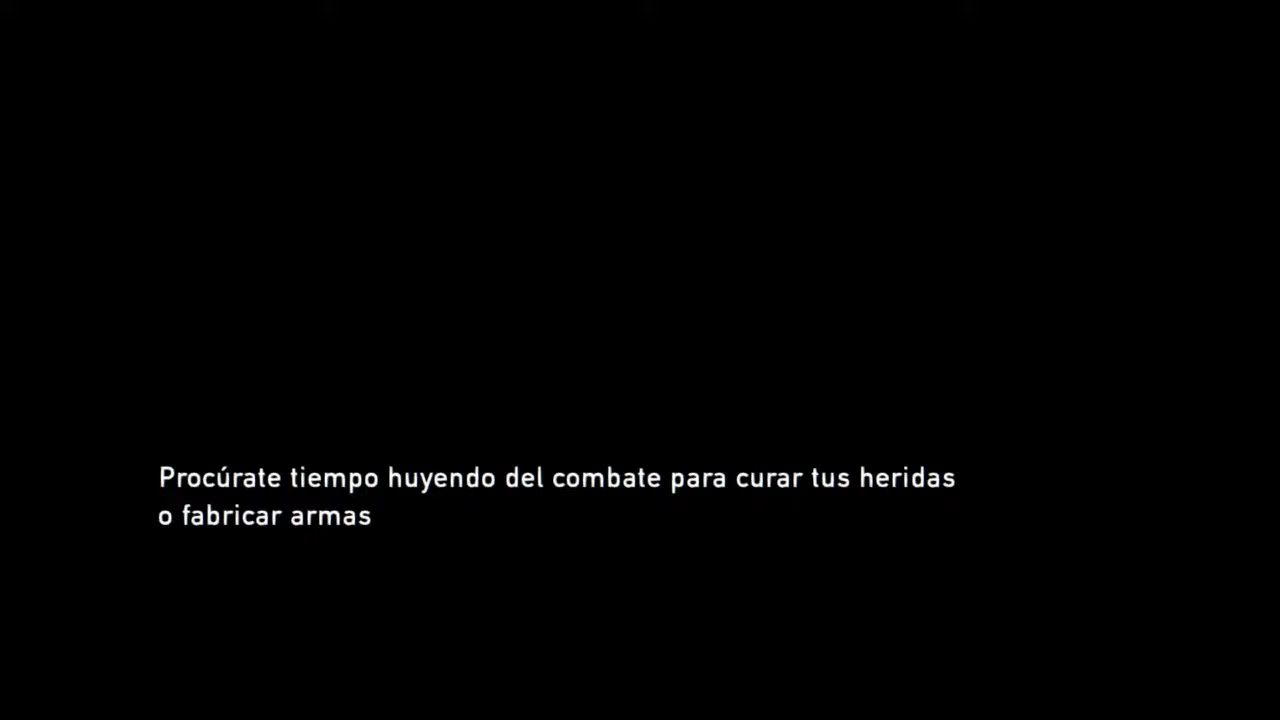 Procúrate tiempo huyendo del combate para curar tus heridas
o fabricar armas